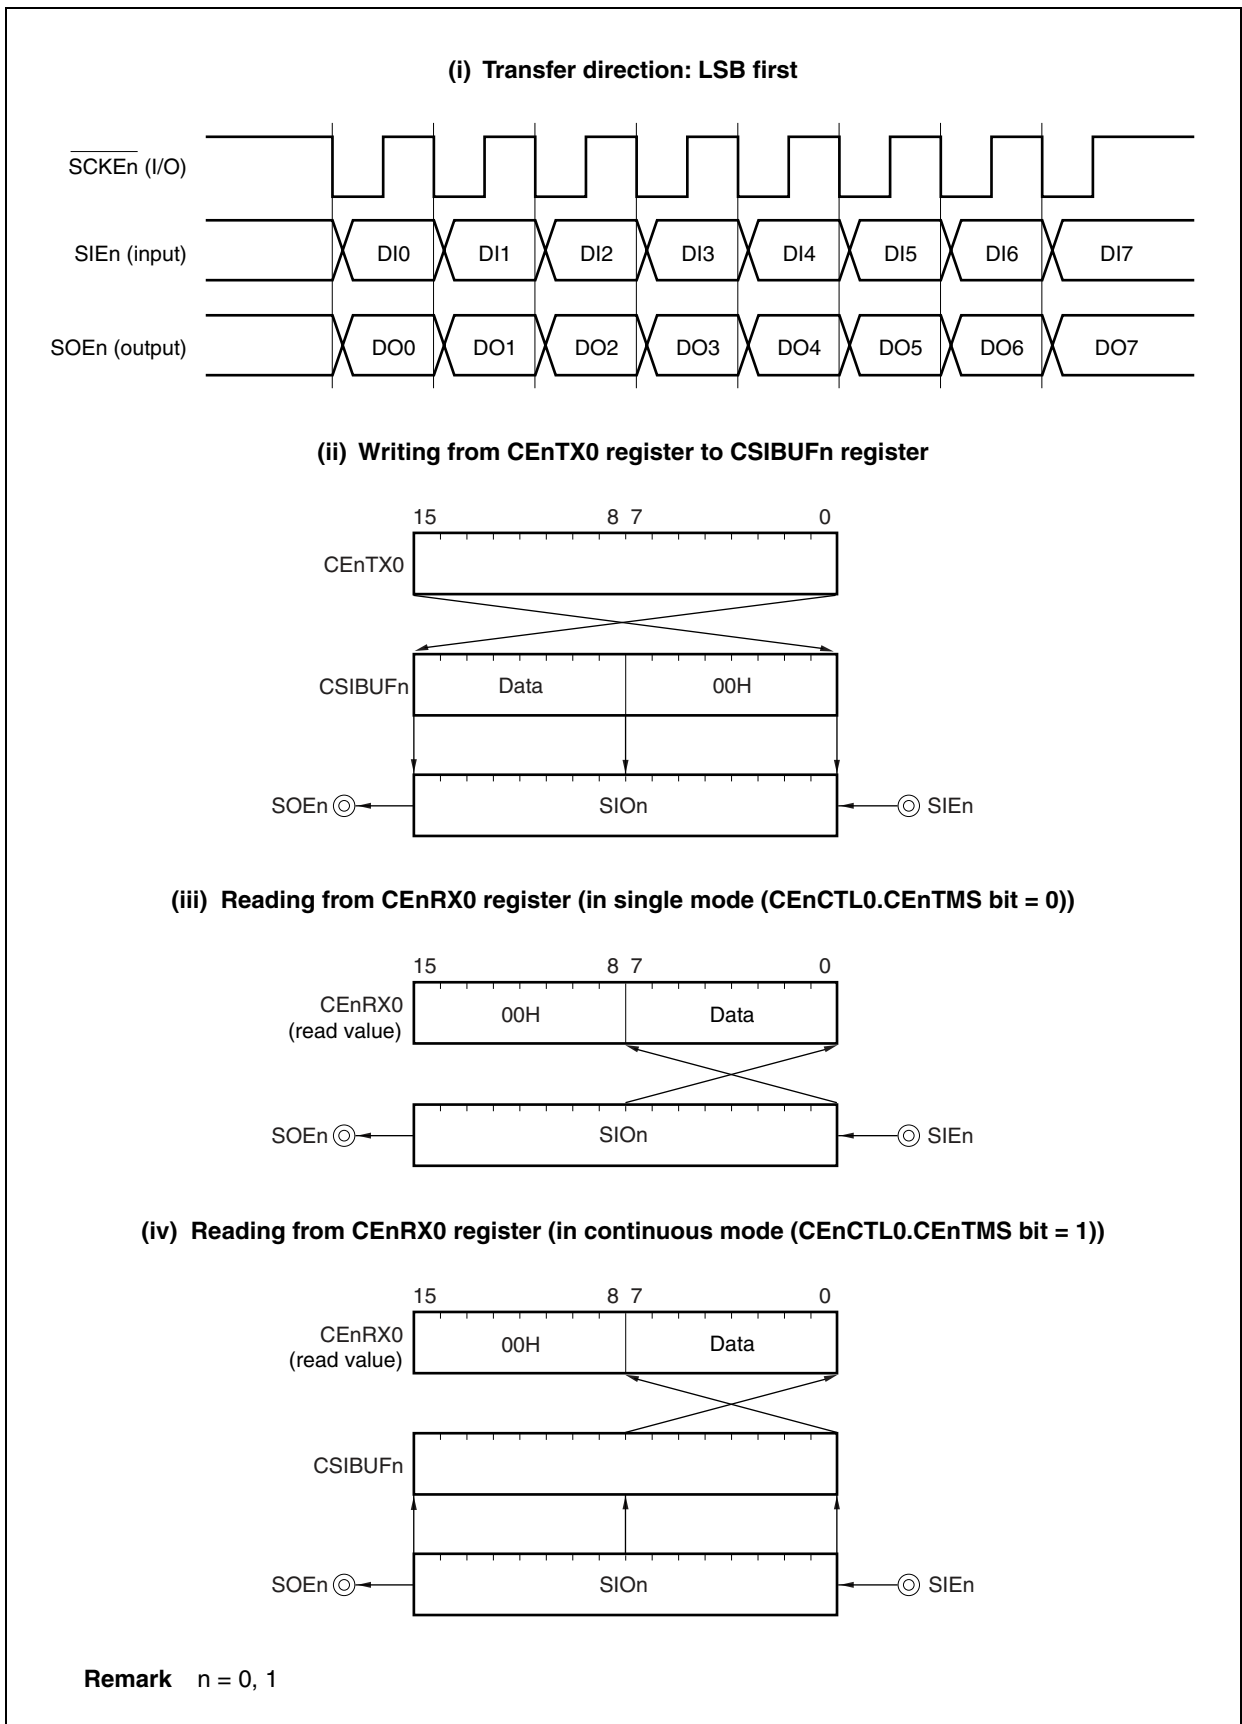 (i) Transfer direction: LSB first
SCKEn (I/O)
SIEn (input) DI0 DI1 DI2 DI3 DI4 DI5 DI6 DI7
SOEn (output) DO0 DO1 DO2 DO3 DO4 DO5 DO6 DO7
(ii) Writing from CEnTX0 register to CSIBUFn register
15 8 7 0
CEnTX0
CSIBUFn Data 00H
SOEn SIOn SIEn
(iii) Reading from CEnRX0 register (in single mode (CEnCTL0.CEnTMS bit = 0))
15 8 7 0
CEnRX0
(read value) 00H Data
SOEn SIOn SIEn
(iv) Reading from CEnRX0 register (in continuous mode (CEnCTL0.CEnTMS bit = 1))
15 8 7 0
CEnRX0
(read value) 00H Data
CSIBUFn
SOEn SIOn SIEn
Remark n = 0, 1